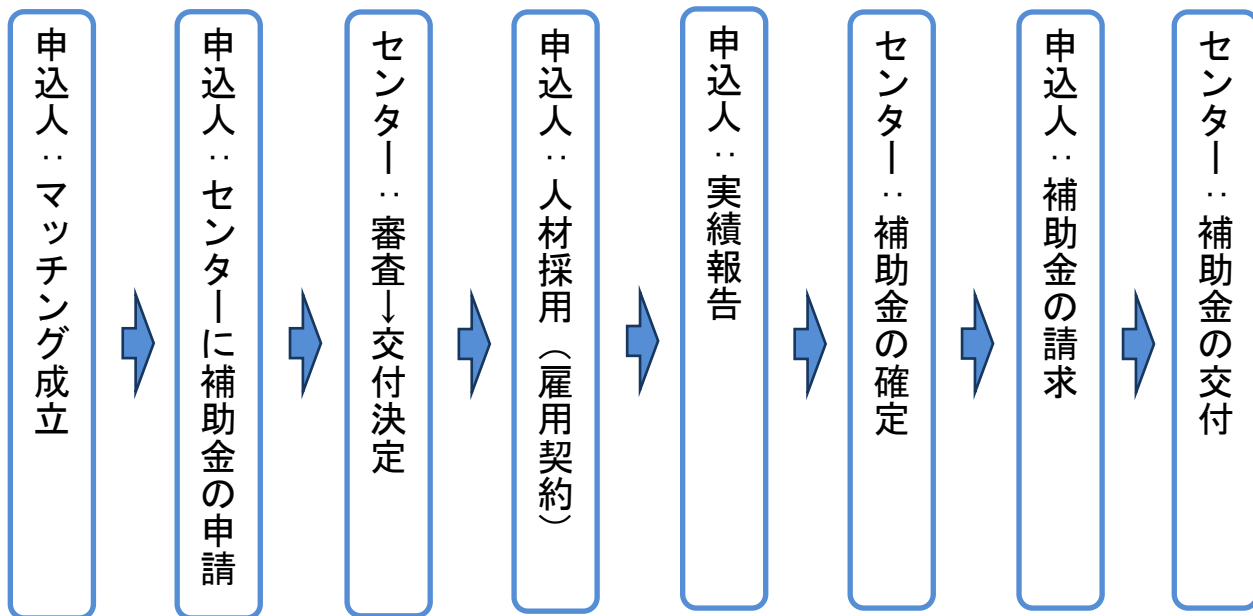 申込人：マッチング成立
申込人：センターに補助金の申請
センター：審査→交付決定
申込人：人材採用（雇用契約）
申込人：実績報告
センター：補助金の確定
申込人：補助金の請求
センター：補助金の交付